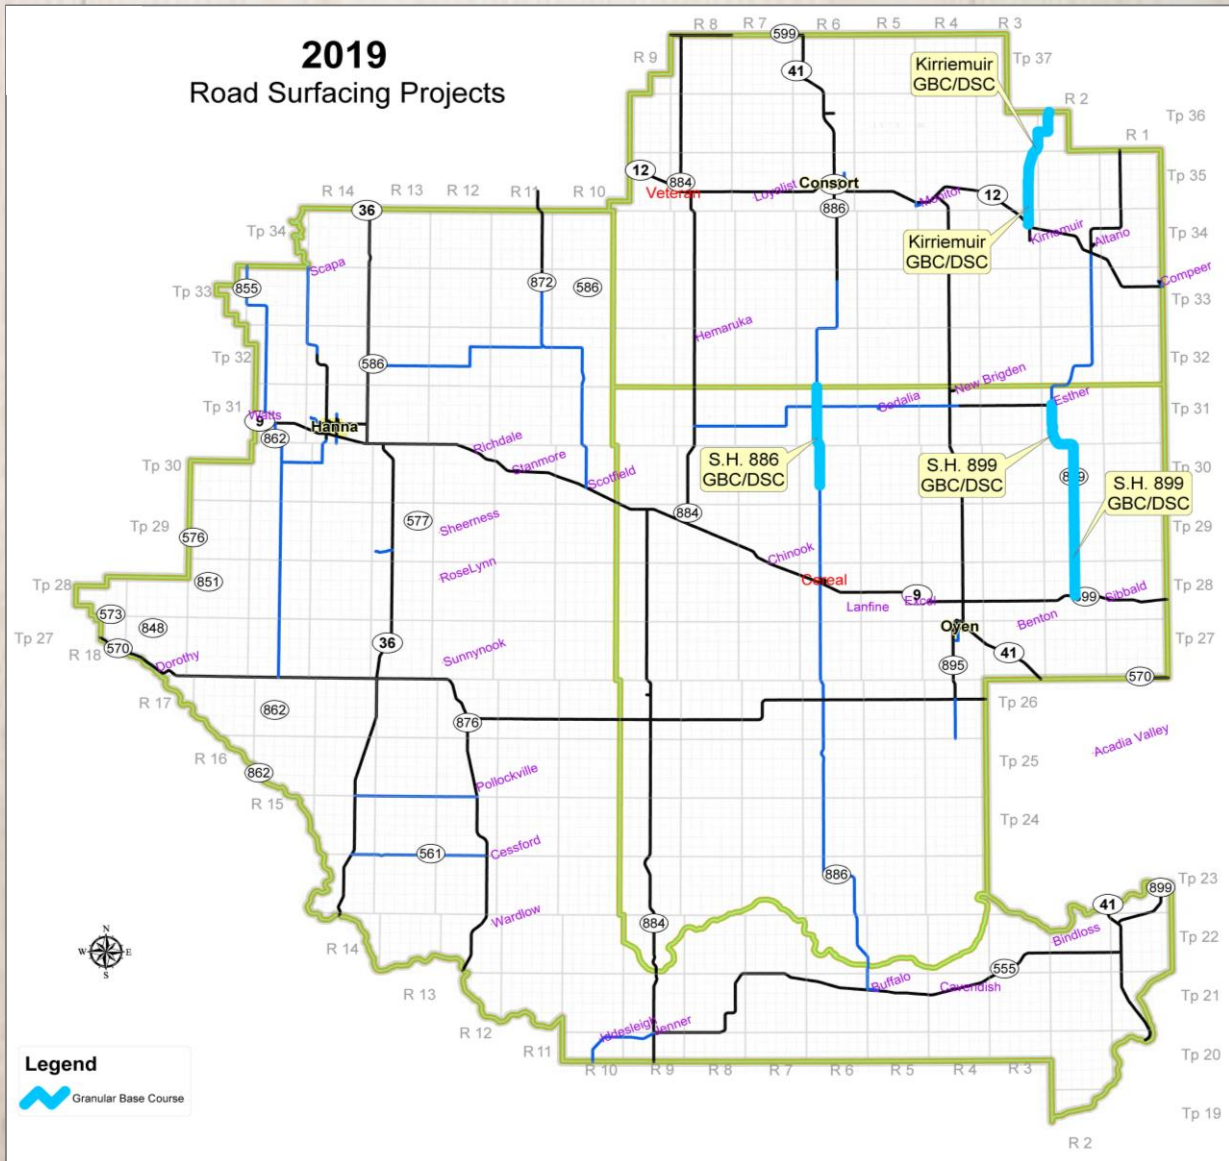 2019
Road Surfacing Projects
R 8
R 7
599
R 6
R 5
R 4
R 3
Tp 37
R 9
41
Kirriemuir
GBC/DSC
R 2
Tp 36
R 1
12
884
Veteran
Loyalist
Consort
886
Monitor
12
Tp 35
R 14
R 13
R 12
R 11
R 10
36
Tp 34
Kirriemuir
GBC/DSC
Kirriemuir
Altario
Tp 34
Scapa
Compeer
Tp 33
855
872
586
Tp 33
Hemaruka
Tp 32
586
Tp 32
New Brigden
Tp 31
Sedalia
Esther
Tp 31
Watts
9
Hanna
862
Richdale
Tp 30
Stanmore
Scotfield
S.H. 886
GBC/DSC
S.H. 899
GBC/DSC
Tp 30
S.H. 899
GBC/DSC
899
577
Sheerness
884
Tp 29
576
Chinook
Tp 29
RoseLynn
Tp 28
851
Cereal
9
Lanfine
Excel
899
Sibbald
Tp 28
573
848
Benton
Oyen
Tp 27
570
R 18
Dorothy
36
Sunnynook
895
41
Tp 27
570
R 17
862
876
Tp 26
R 16
Acadia Valley
862
Tp 25
R 15
Pollockville
Tp 24
561
Cessford
886
Tp 23
899
41
Wardlow
884
R 14
Bindloss
Tp 22
555
R 13
Buffalo
Cavendish
Tp 21
R 12
Iddesleigh
Jenner
R 11
Tp 20
R 10
R 9
R 8
R 7
R 6
R 5
R 4
R 3
Tp 19
R 2
N
W
E
S
Legend
Granular Base Course